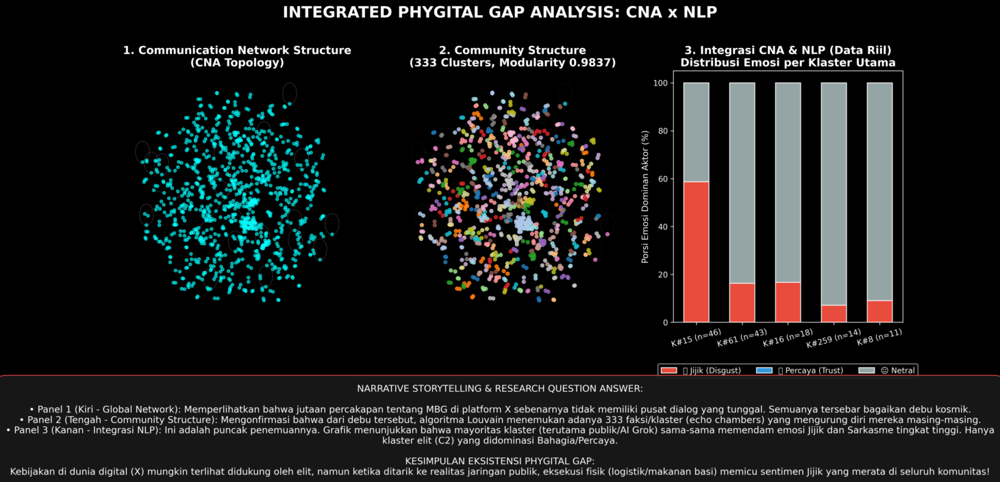 INTEGRATED PHYGITAL GAP ANALYSIS: CNA x NLP
1. Communication Network Structure
(CNA Topology)
2. Community Structure
(333 Clusters, Modularity 0.9837)
3. Integrasi CNA & NLP (Data Riil)
Distribusi Emosi per Klaster Utama
Porsi Emosi Dominan Aktor (%)
100
80
60
40
20
0
K#15 (n=46)
K#61 (n=43)
K#16 (n=18)
K#259 (n=14)
K#8 (n=11)
Jijik (Disgust)
Percaya (Trust)
😐 Netral
NARRATIVE STORYTELLING & RESEARCH QUESTION ANSWER:
• Panel 1 (Kiri - Global Network): Memperlihatkan bahwa jutaan percakapan tentang MBG di platform X sebenarnya tidak memiliki pusat dialog yang tunggal. Semuanya tersebar bagaikan debu kosmik.
• Panel 2 (Tengah - Community Structure): Mengonfirmasi bahwa dari debu tersebut, algoritma Louvain menemukan adanya 333 faksi/klaster (echo chambers) yang mengurung diri mereka masing-masing.
• Panel 3 (Kanan - Integrasi NLP): Ini adalah puncak penemuannya. Grafik menunjukkan bahwa mayoritas klaster (terutama publik/AI Grok) sama-sama memendam emosi Jijik dan Sarkasme tingkat tinggi. Hanya
klaster elit (C2) yang didominasi Bahagia/Percaya.
KESIMPULAN EKSISTENSI PHYGITAL GAP:
Kebijakan di dunia digital (X) mungkin terlihat didukung oleh elit, namun ketika ditarik ke realitas jaringan publik, eksekusi fisik (logistik/makanan basi) memicu sentimen Jijik yang merata di seluruh komunitas!